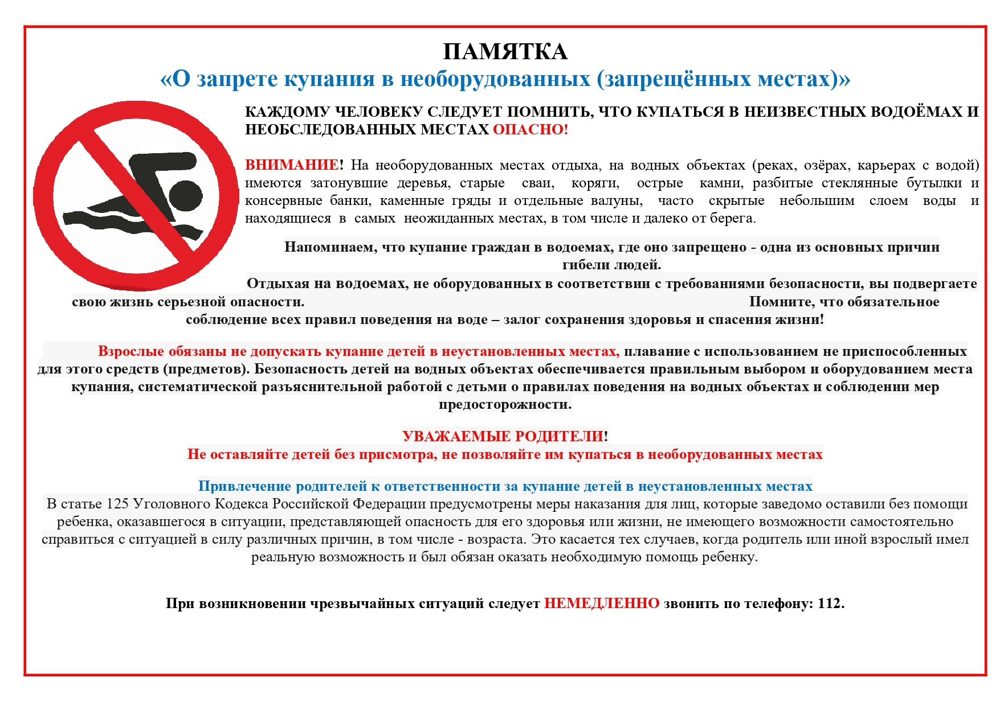 ПАМЯТКА
«О запрете купания в необорудованных (запрещённых местах)»
КАЖДОМУ ЧЕЛОВЕКУ СЛЕДУЕТ ПОМНИТЬ, ЧТО КУПАТЬСЯ В НЕИЗВЕСТНЫХ ВОДОЁМАХ И
НЕОБСЛЕДОВАННЫХ МЕСТАХ ОПАСНО!
ВНИМАНИЕ! На необорудованных местах отдыха, на водных объектах (реках, озёрах, карьерах с водой)
имеются затонувшие деревья, старые сваи, коряги, острые камни, разбитые стеклянные бутылки и
консервные банки, каменные гряды и отдельные валуны, часто скрытые небольшим слоем воды и
находящиеся в самых неожиданных местах, в том числе и далеко от берега.
Напоминаем, что купание граждан в водоемах, где оно запрещено - одна из основных причин
гибели людей.
Отдыхая на водоемах, не оборудованных в соответствии с требованиями безопасности, вы подвергаете
свою жизнь серьезной опасности. Помните, что обязательное
соблюдение всех правил поведения на воде – залог сохранения здоровья и спасения жизни!
Взрослые обязаны не допускать купание детей в неустановленных местах, плавание с использованием не приспособленных
для этого средств (предметов). Безопасность детей на водных объектах обеспечивается правильным выбором и оборудованием места
купания, систематической разъяснительной работой с детьми о правилах поведения на водных объектах и соблюдении мер
предосторожности.
УВАЖАЕМЫЕ РОДИТЕЛИ!
Не оставляйте детей без присмотра, не позволяйте им купаться в необорудованных местах
Привлечение родителей к ответственности за купание детей в неустановленных местах
В статье 125 Уголовного Кодекса Российской Федерации предусмотрены меры наказания для лиц, которые заведомо оставили без помощи
ребенка, оказавшегося в ситуации, представляющей опасность для его здоровья или жизни, не имеющего возможности самостоятельно
справиться с ситуацией в силу различных причин, в том числе - возраста. Это касается тех случаев, когда родитель или иной взрослый имел
реальную возможность и был обязан оказать необходимую помощь ребенку.
При возникновении чрезвычайных ситуаций следует НЕМЕДЛЕННО звонить по телефону: 112.